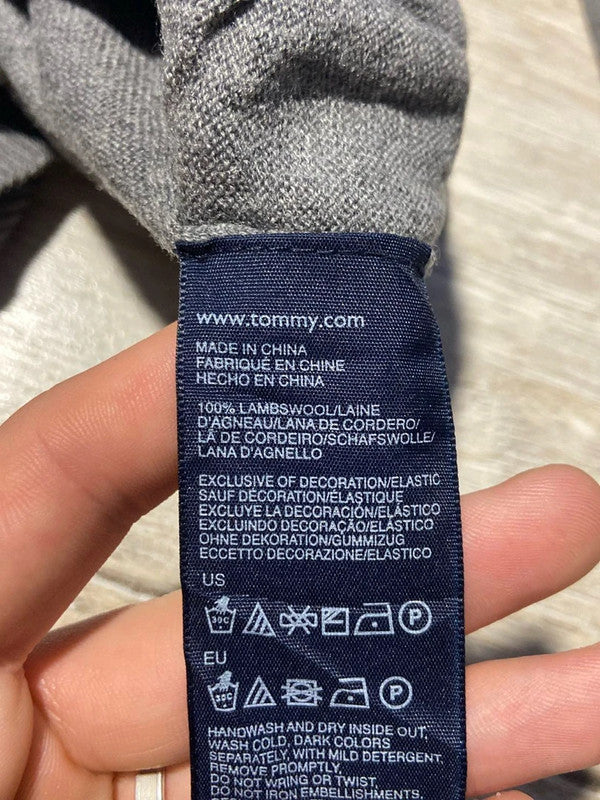 www.tommy.com
MADE IN CHINA
FABRIQUÉ EN CHINE
HECHO EN CHINA
100% LAMBSWOOL/LAINE
D'AGNEAU/LANA DE CORDERO/
LÃ DE CORDEIRO/SCHAFSWOLLE/
LANA D'AGNELLO
EXCLUSIVE OF DECORATION/ELASTIC
SAUF DÉCORATION/ÉLASTIQUE
EXCLUYE LA DECORACIÓN/ELÁSTICO
EXCLUINDO DECORAÇÃO/ELÁSTICO
OHNE DEKORATION/GUMMIZUG
ECCETTO DECORAZIONE/ELASTICO
US
30C P
EU
30C P
HANDWASH AND DRY INSIDE OUT,
WASH COLD, DARK COLORS
SEPARATELY, WITH MILD DETERGENT.
REMOVE PROMPTLY.
DO NOT WRING OR TWIST.
DO NOT IRON EMBELLISHMENTS.